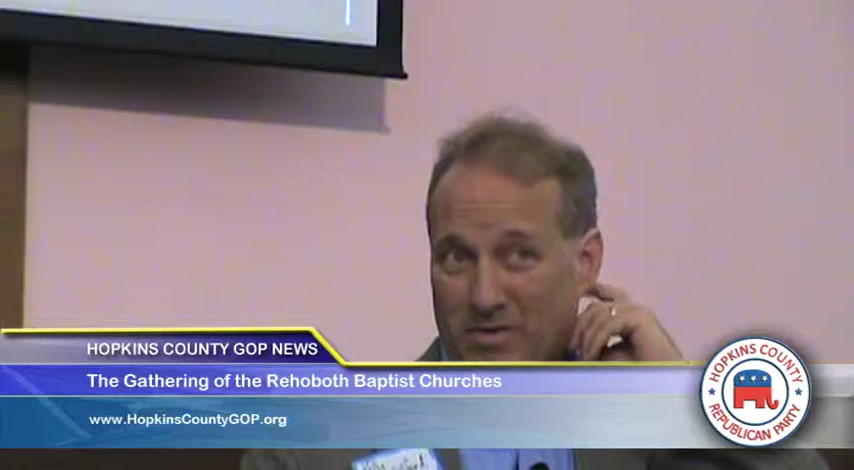 HOPKINS COUNTY GOP NEWS
The Gathering of the Rehoboth Baptist Churches
www.HopkinsCountyGOP.org
HOPKINS COUNTY
REPUBLICAN PARTY